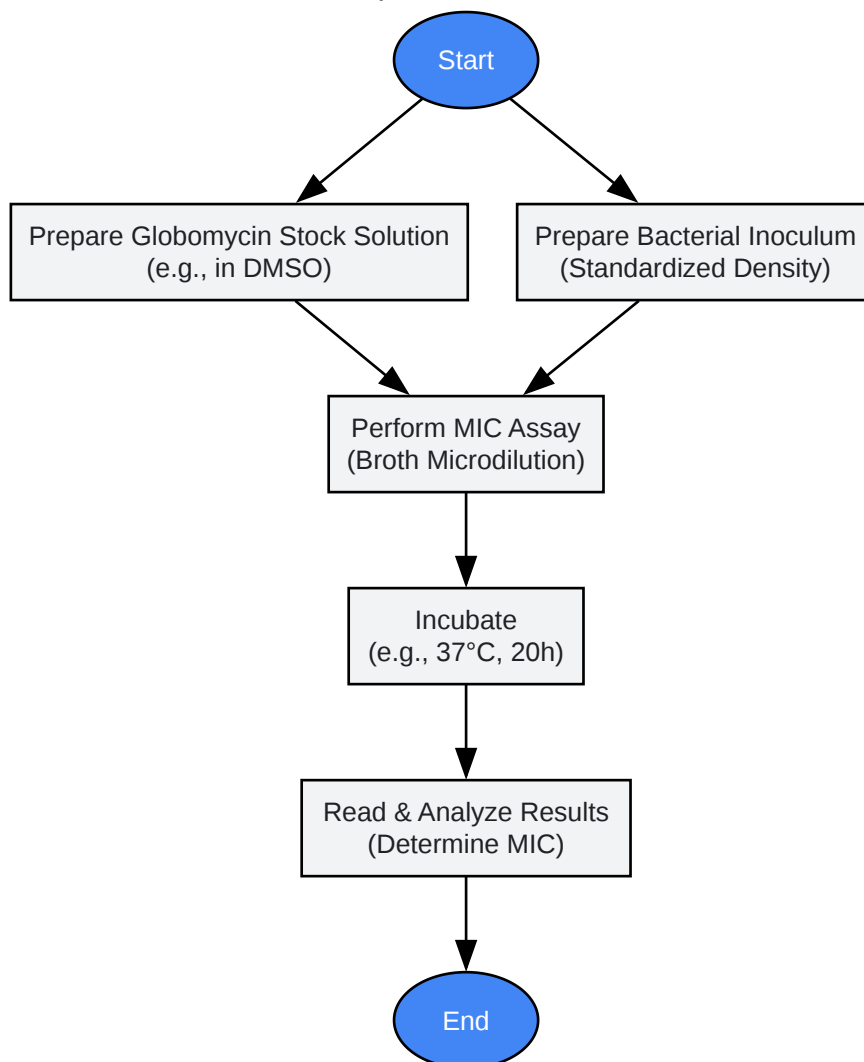 Start
Prepare Globomycin Stock Solution
(e.g., in DMSO)
Prepare Bacterial Inoculum
(Standardized Density)
Perform MIC Assay
(Broth Microdilution)
Incubate
(e.g., 37°C, 20h)
Read & Analyze Results
(Determine MIC)
End